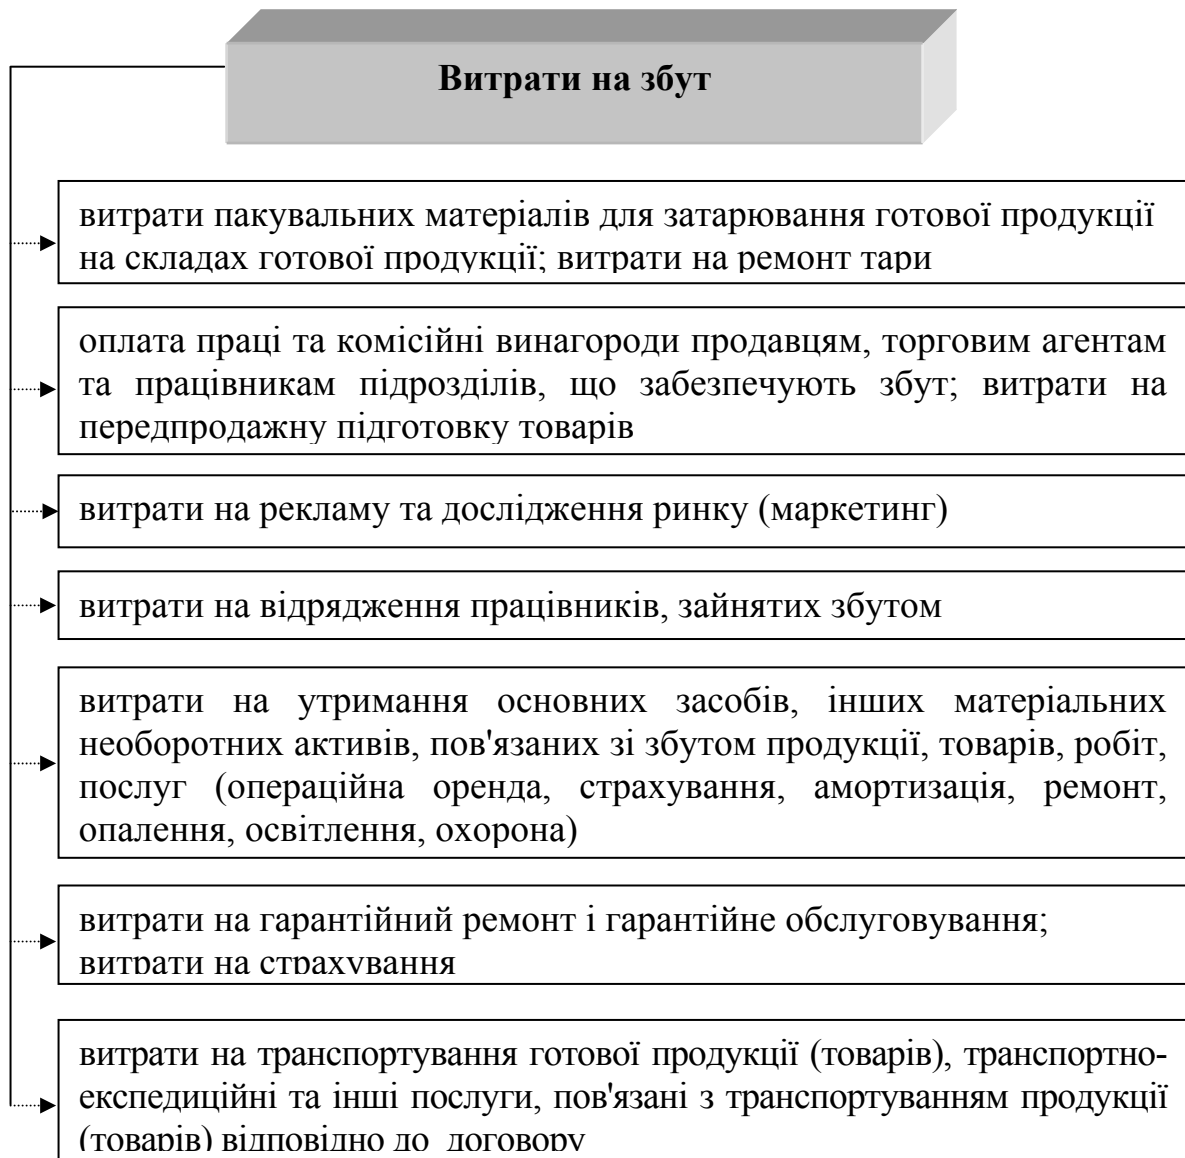 Витрати на збут
витрати пакувальних матеріалів для затарювання готової продукції
на складах готової продукції; витрати на ремонт тари
оплата праці та комісійні винагороди продавцям, торговим агентам
та працівникам підрозділів, що забезпечують збут; витрати на
передпродажну підготовку товарів
витрати на рекламу та дослідження ринку (маркетинг)
витрати на відрядження працівників, зайнятих збутом
витрати на утримання основних засобів, інших матеріальних
необоротних активів, пов'язаних зі збутом продукції, товарів, робіт,
послуг (операційна оренда, страхування, амортизація, ремонт,
опалення, освітлення, охорона)
витрати на гарантійний ремонт і гарантійне обслуговування;
витрати на страхування
витрати на транспортування готової продукції (товарів), транспортно-
експедиційні та інші послуги, пов'язані з транспортуванням продукції
(товарів) відповідно до договору